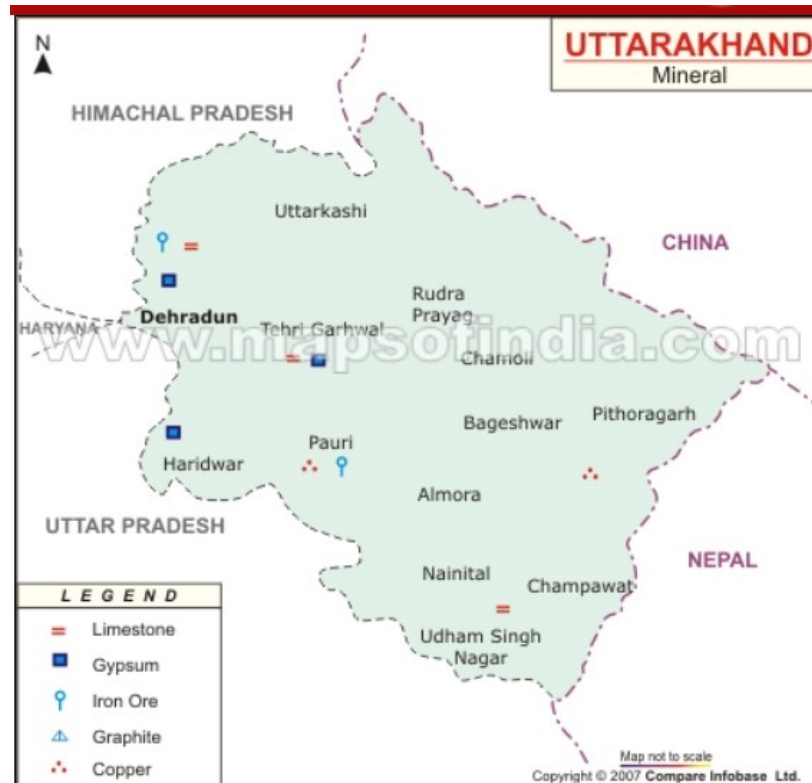 UTTARAKHAND
Mineral
N
HIMACHAL PRADESH
Uttarkashi
CHINA
Rudra
Prayag
Dehradun
HARYANA
Tehri Garhwal
www.mapsofindia.com
Chamoli
Bageshwar
Pithoragarh
Pauri
Haridwar
Almora
UTTAR PRADESH
NEPAL
Nainital
Champawat
Udham Singh
Nagar
LEGEND
Limestone
Gypsum
Iron Ore
Graphite
Copper
Map not to scale
Copyright © 2007 Compare Infobase Ltd.